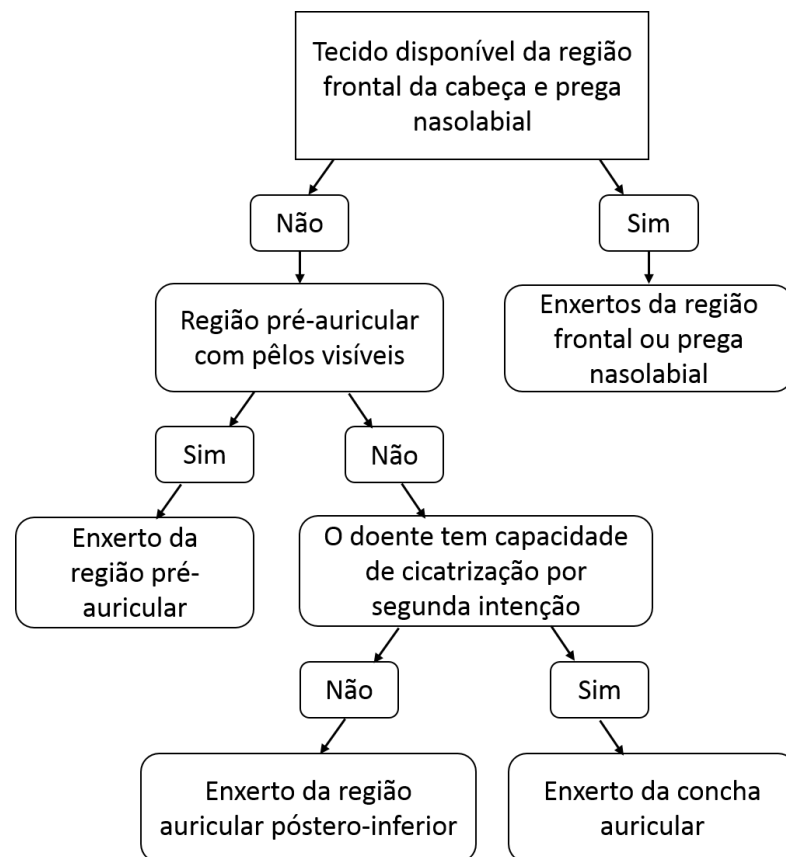 Tecido disponível da região
frontal da cabeça e prega
nasolabial
Não
Sim
Região pré-auricular
com pêlos visíveis
Enxertos da região
frontal ou prega
nasolabial
Sim
Não
Enxerto da
região pré-
auricular
O doente tem capacidade
de cicatrização por
segunda intenção
Não
Sim
Enxerto da região
auricular póstero-inferior
Enxerto da concha
auricular